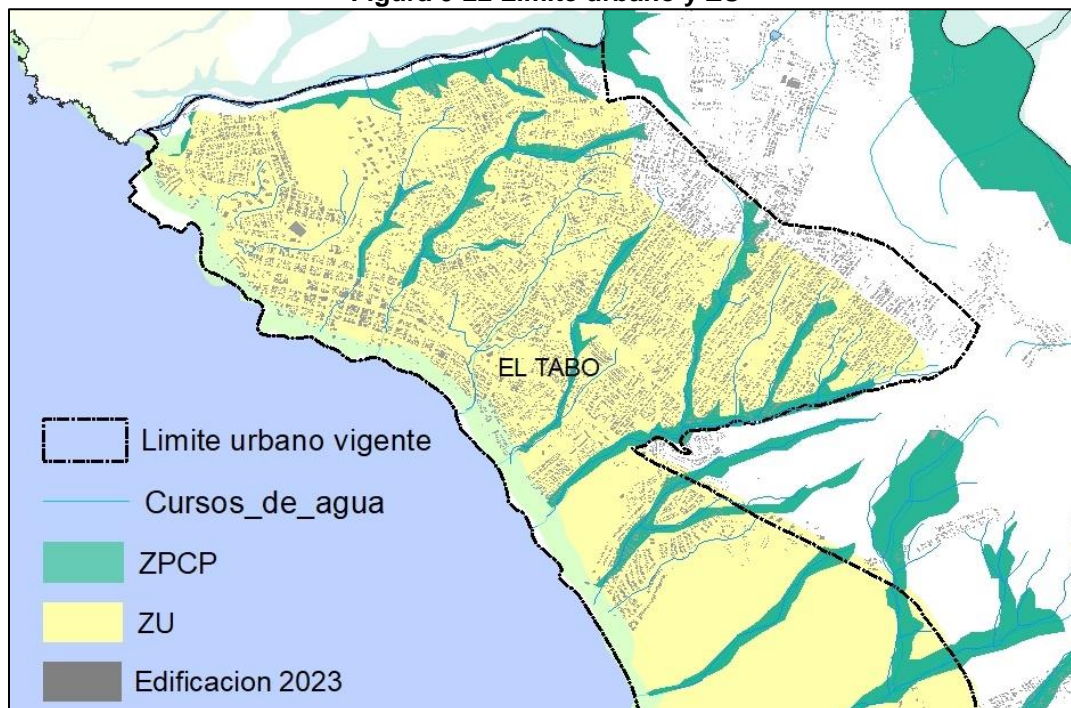 EL TABO
Limite urbano vigente
Cursos_de_agua
ZPCP
ZU
Edificacion 2023